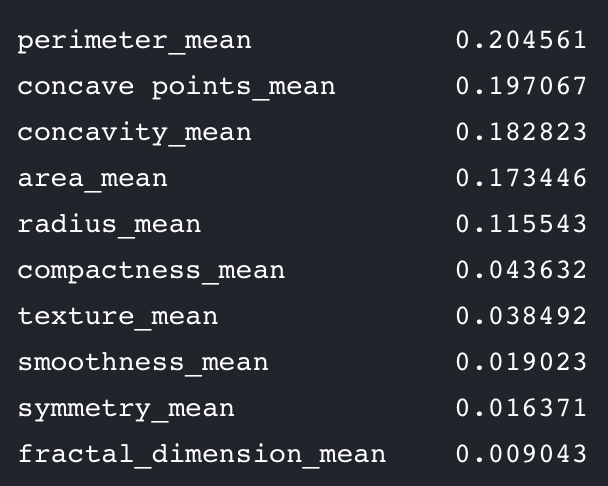 perimeter_mean 0.204561
concave points_mean 0.197067
concavity_mean 0.182823
area_mean 0.173446
radius_mean 0.115543
compactness_mean 0.043632
texture_mean 0.038492
smoothness_mean 0.019023
symmetry_mean 0.016371
fractal_dimension_mean 0.009043